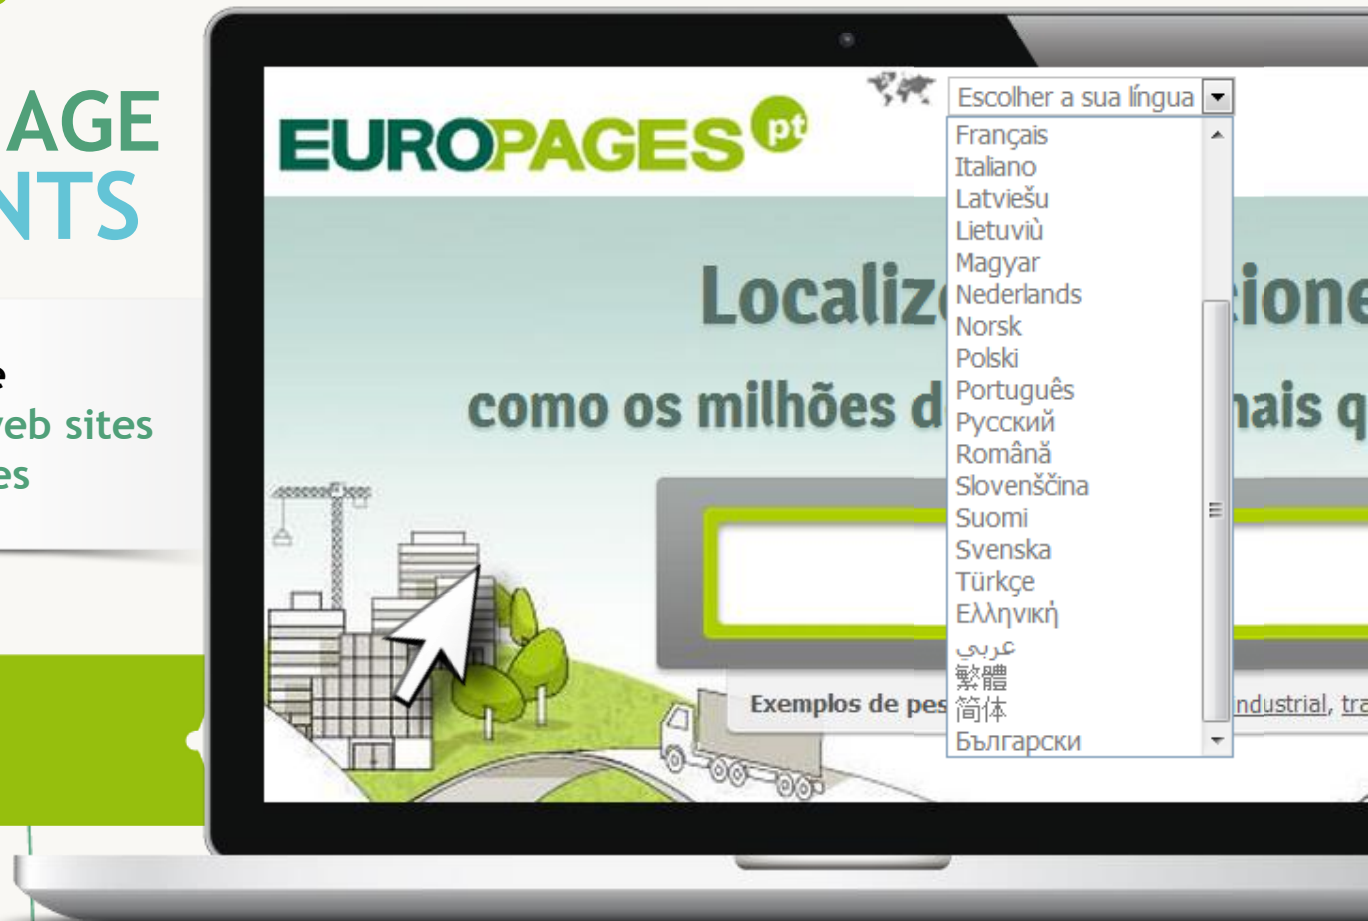 AGE
NTS
e
eb sites
es
EUROPAGES pt
Escolher a sua língua
Français
Italiano
Latviešu
Lietuviù
Magyar
Nederlands
Norsk
Polski
Português
Русский
Română
Slovenščina
Suomi
Svenska
Türkçe
Ελληνική
عربي
繁體
简体
Български
Localiz ione
como os milhões d nais q
Exemplos de pes ndustrial, tra